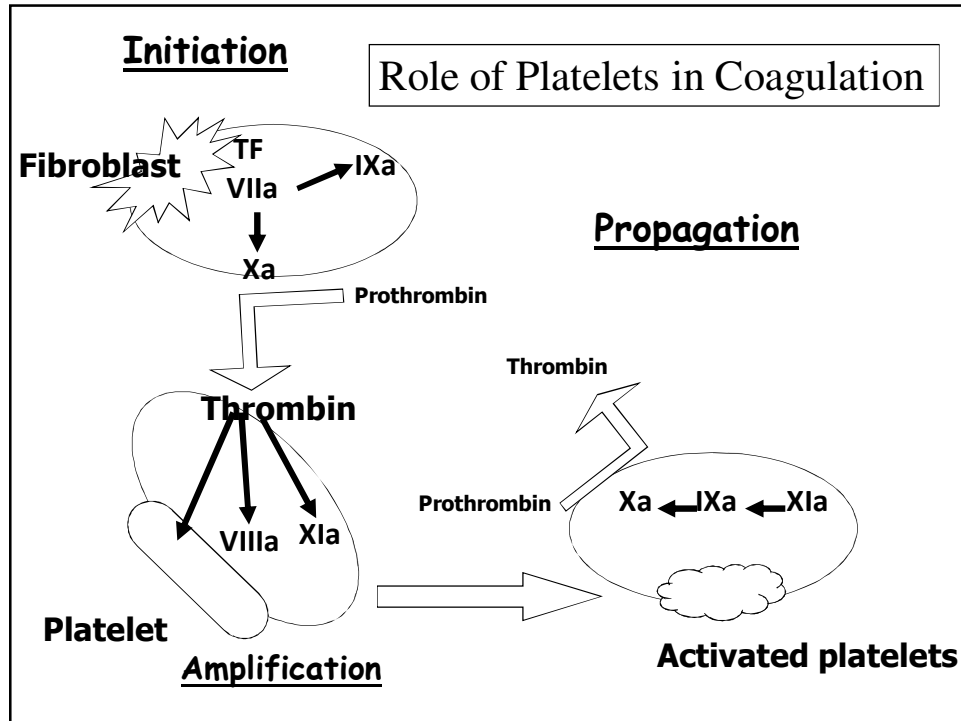 Initiation
Role of Platelets in Coagulation
Fibroblast
TF
VIIa
IXa
Xa
Prothrombin
Propagation
Thrombin
VIIIa
XIa
Platelet
Amplification
Thrombin
Prothrombin
Xa
IXa
XIa
Activated platelets